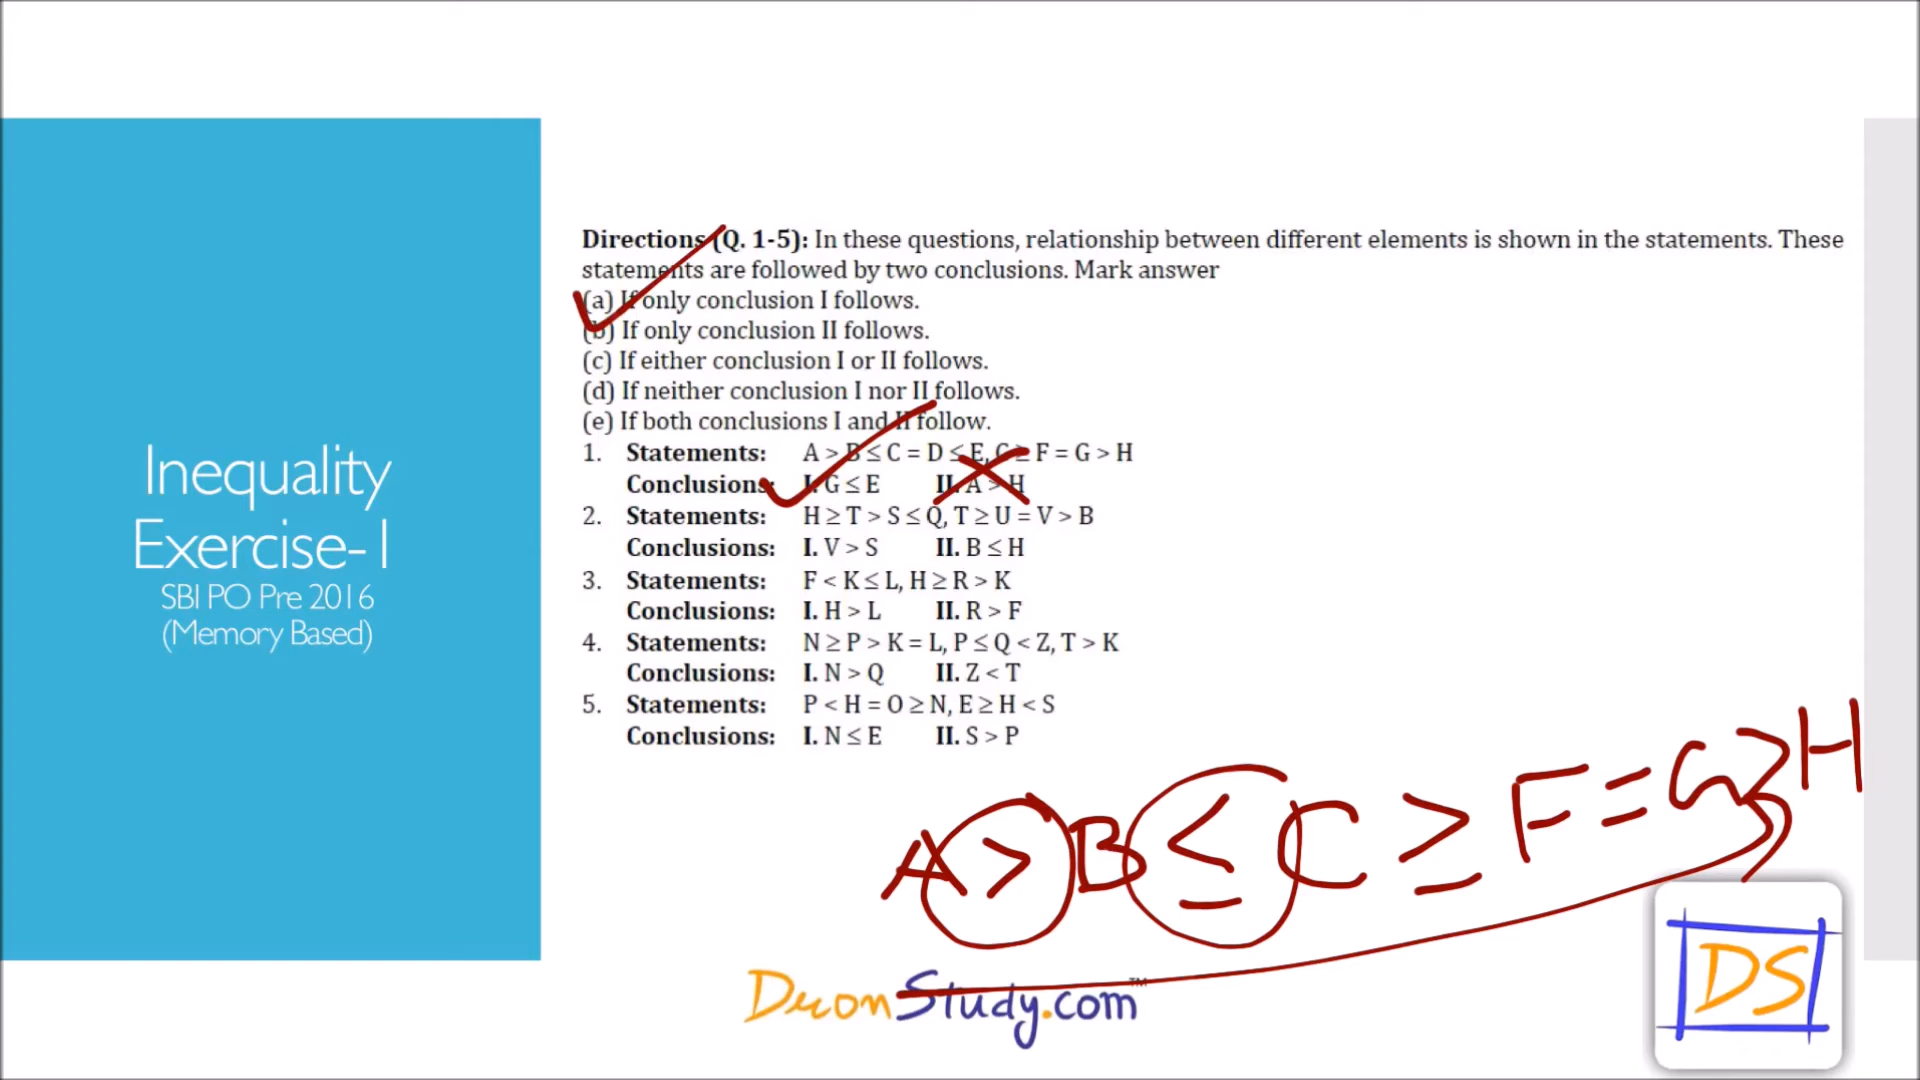 Inequality
Exercise-I
SBI PO Pre 2016
(Memory Based)
Directions (Q. 1-5): In these questions, relationship between different elements is shown in the statements. These
statements are followed by two conclusions. Mark answer
(a) If only conclusion I follows.
(b) If only conclusion II follows.
(c) If either conclusion I or II follows.
(d) If neither conclusion I nor II follows.
(e) If both conclusions I and II follow.
1. Statements: A > B ≤ C = D ≤ E, C ≥ F = G > H
Conclusions: I. G ≤ E II. A > H
2. Statements: H ≥ T > S ≤ Q, T ≥ U = V > B
Conclusions: I. V > S II. B ≤ H
3. Statements: F < K ≤ L, H ≥ R > K
Conclusions: I. H > L II. R > F
4. Statements: N ≥ P > K = L, P ≤ Q < Z, T > K
Conclusions: I. N > Q II. Z < T
5. Statements: P < H = O ≥ N, E ≥ H < S
Conclusions: I. N ≤ E II. S > P
A > B ≤ C ≥ F = G > H
DronStudy.com™
DS